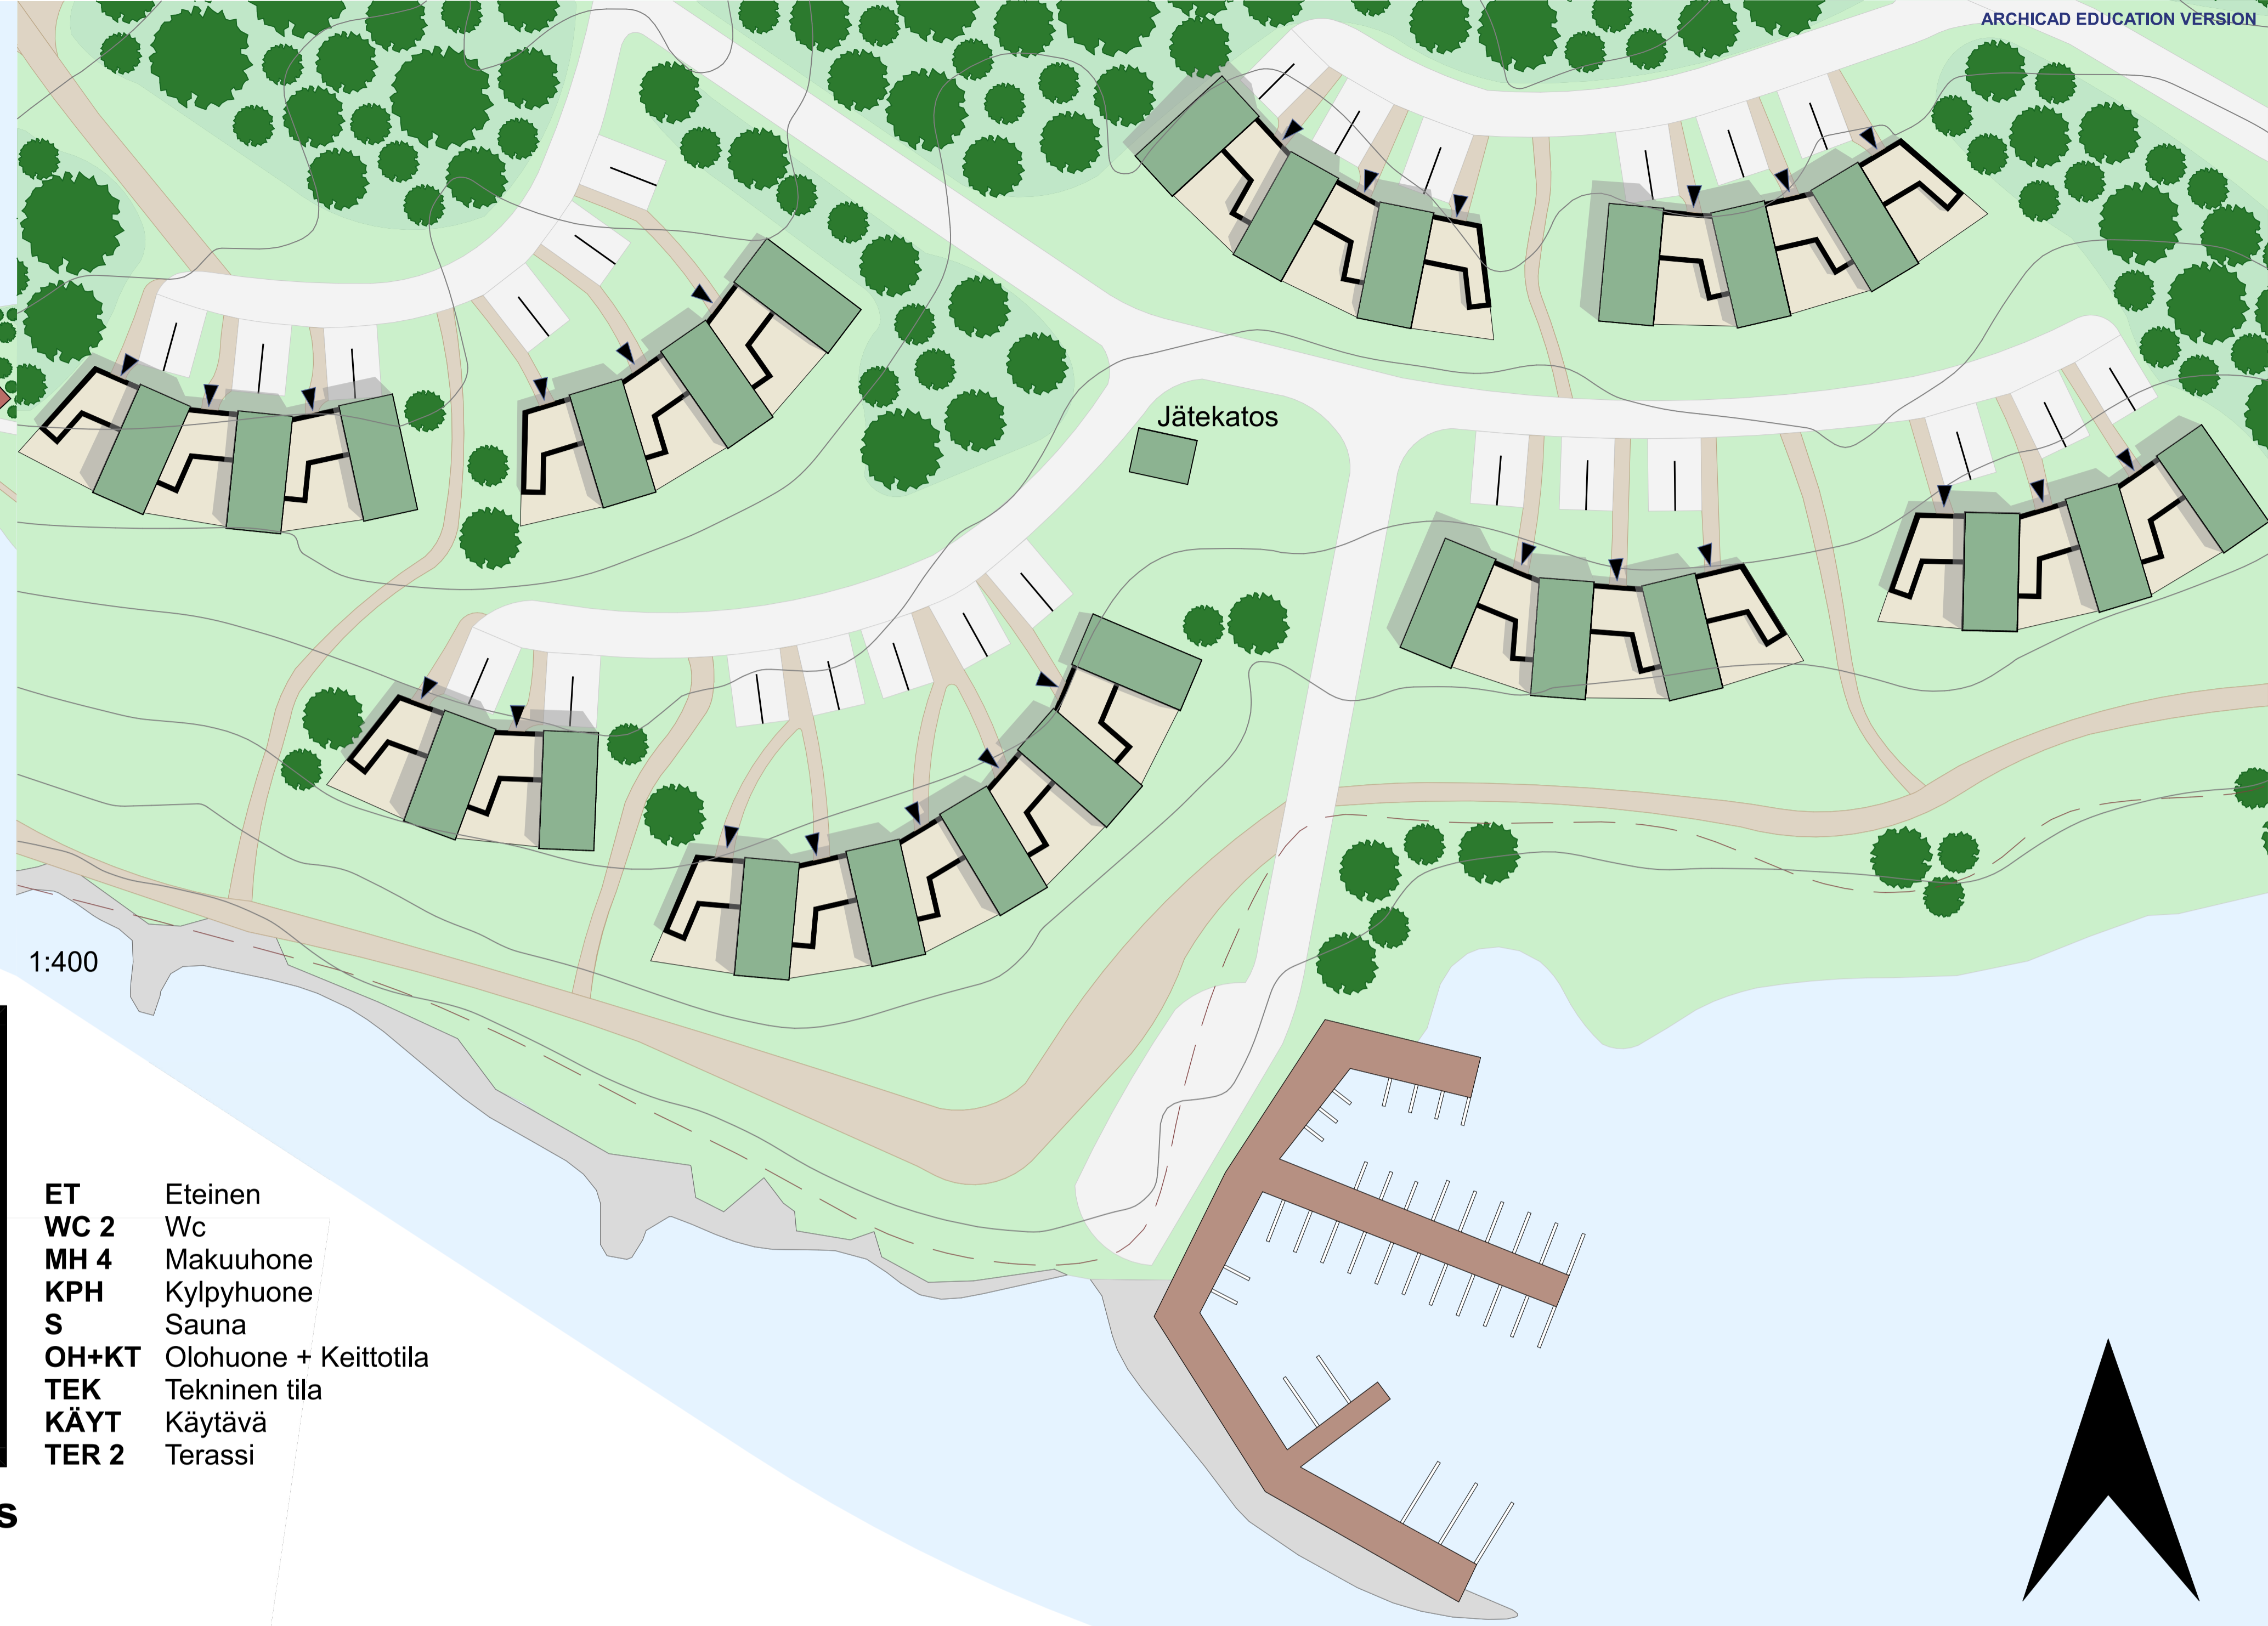 ARCHICAD EDUCATION VERSION
Jätekatos
1:400
ET Eteinen
WC 2 Wc
MH 4 Makuuhone
KPH Kylpyhuone
S Sauna
OH+KT Olohuone + Keittotila
TEK Tekninen tila
KÄYT Käytävä
TER 2 Terassi
s